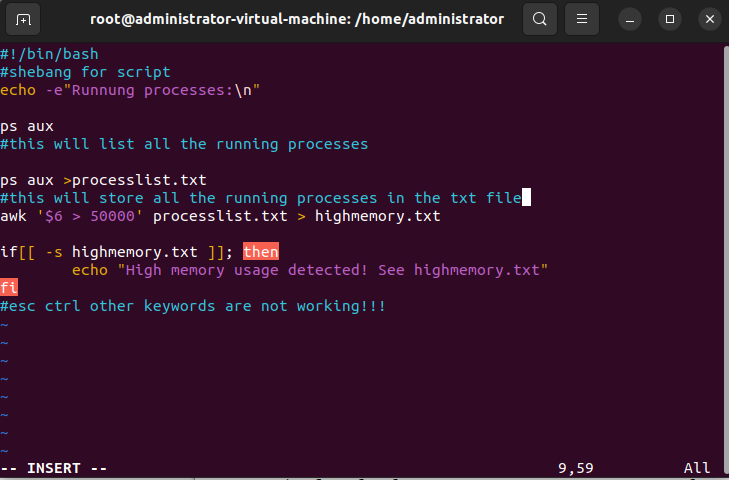 root@administrator-virtual-machine: /home/administrator
#!/bin/bash
#shebang for script
echo -e"Runnung processes:\n"
ps aux
#this will list all the running processes
ps aux >processlist.txt
#this will store all the running processes in the txt file
awk '$6 > 50000' processlist.txt > highmemory.txt
if[[ -s highmemory.txt ]]; then
        echo "High memory usage detected! See highmemory.txt"
fi
#esc ctrl other keywords are not working!!!
~
~
~
~
~
~
~
~
-- INSERT -- 9,59 All